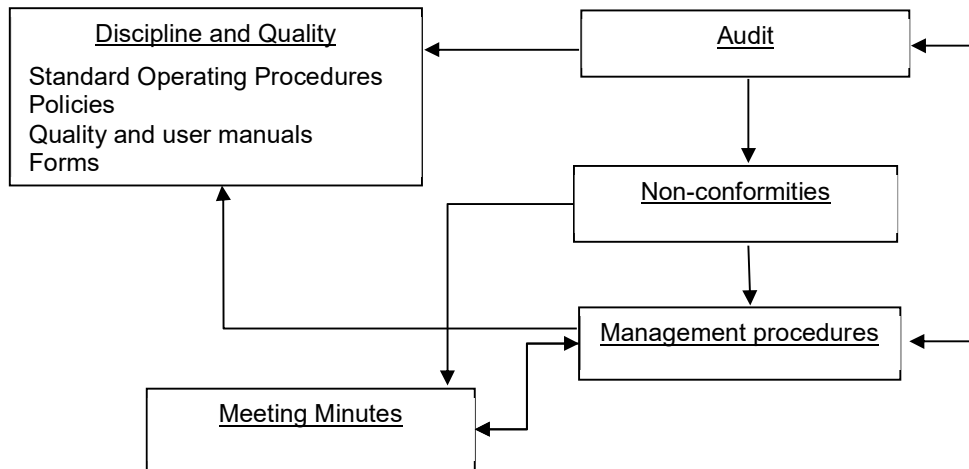 Discipline and Quality
Standard Operating Procedures
Policies
Quality and user manuals
Forms
Audit
Non-conformities
Management procedures
Meeting Minutes